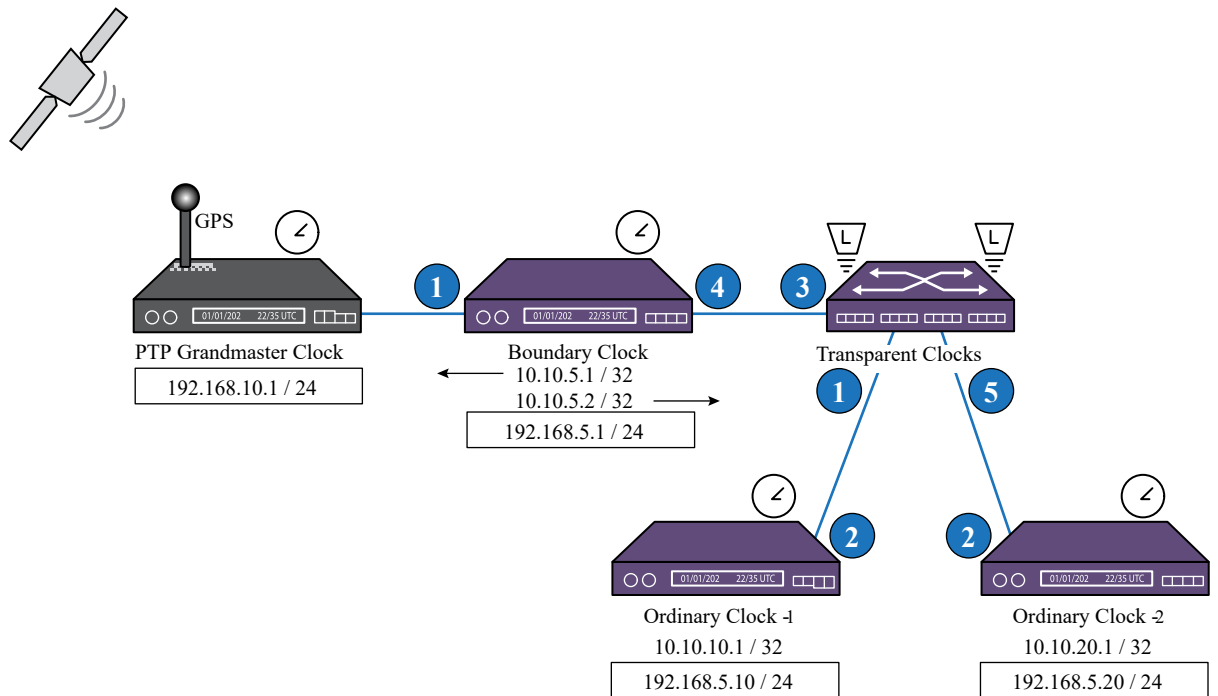 GPS
L
L
1
4
3
01/01/202 22/35 UTC
01/01/202 22/35 UTC
PTP Grandmaster Clock
192.168.10.1 / 24
Boundary Clock
10.10.5.1 / 32
10.10.5.2 / 32
192.168.5.1 / 24
Transparent Clocks
1
5
2
2
01/01/202 22/35 UTC
01/01/202 22/35 UTC
Ordinary Clock -1
10.10.10.1 / 32
192.168.5.10 / 24
Ordinary Clock -2
10.10.20.1 / 32
192.168.5.20 / 24